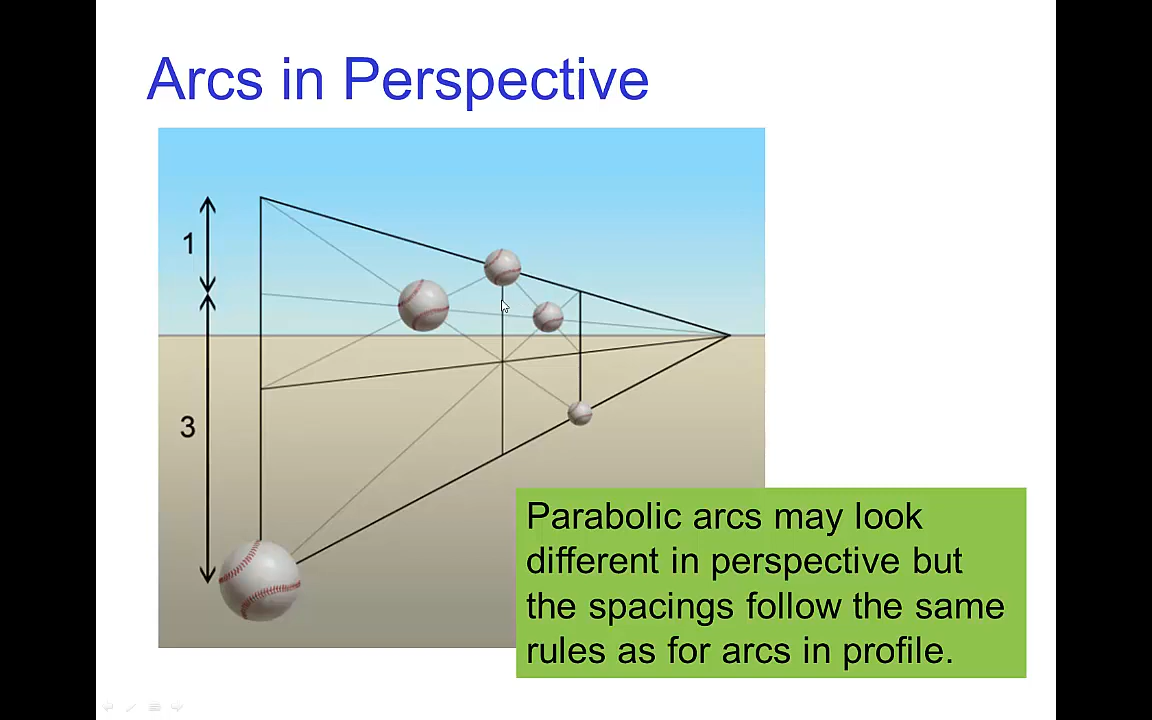 Arcs in Perspective
1
3
Parabolic arcs may look
different in perspective but
the spacings follow the same
rules as for arcs in profile.